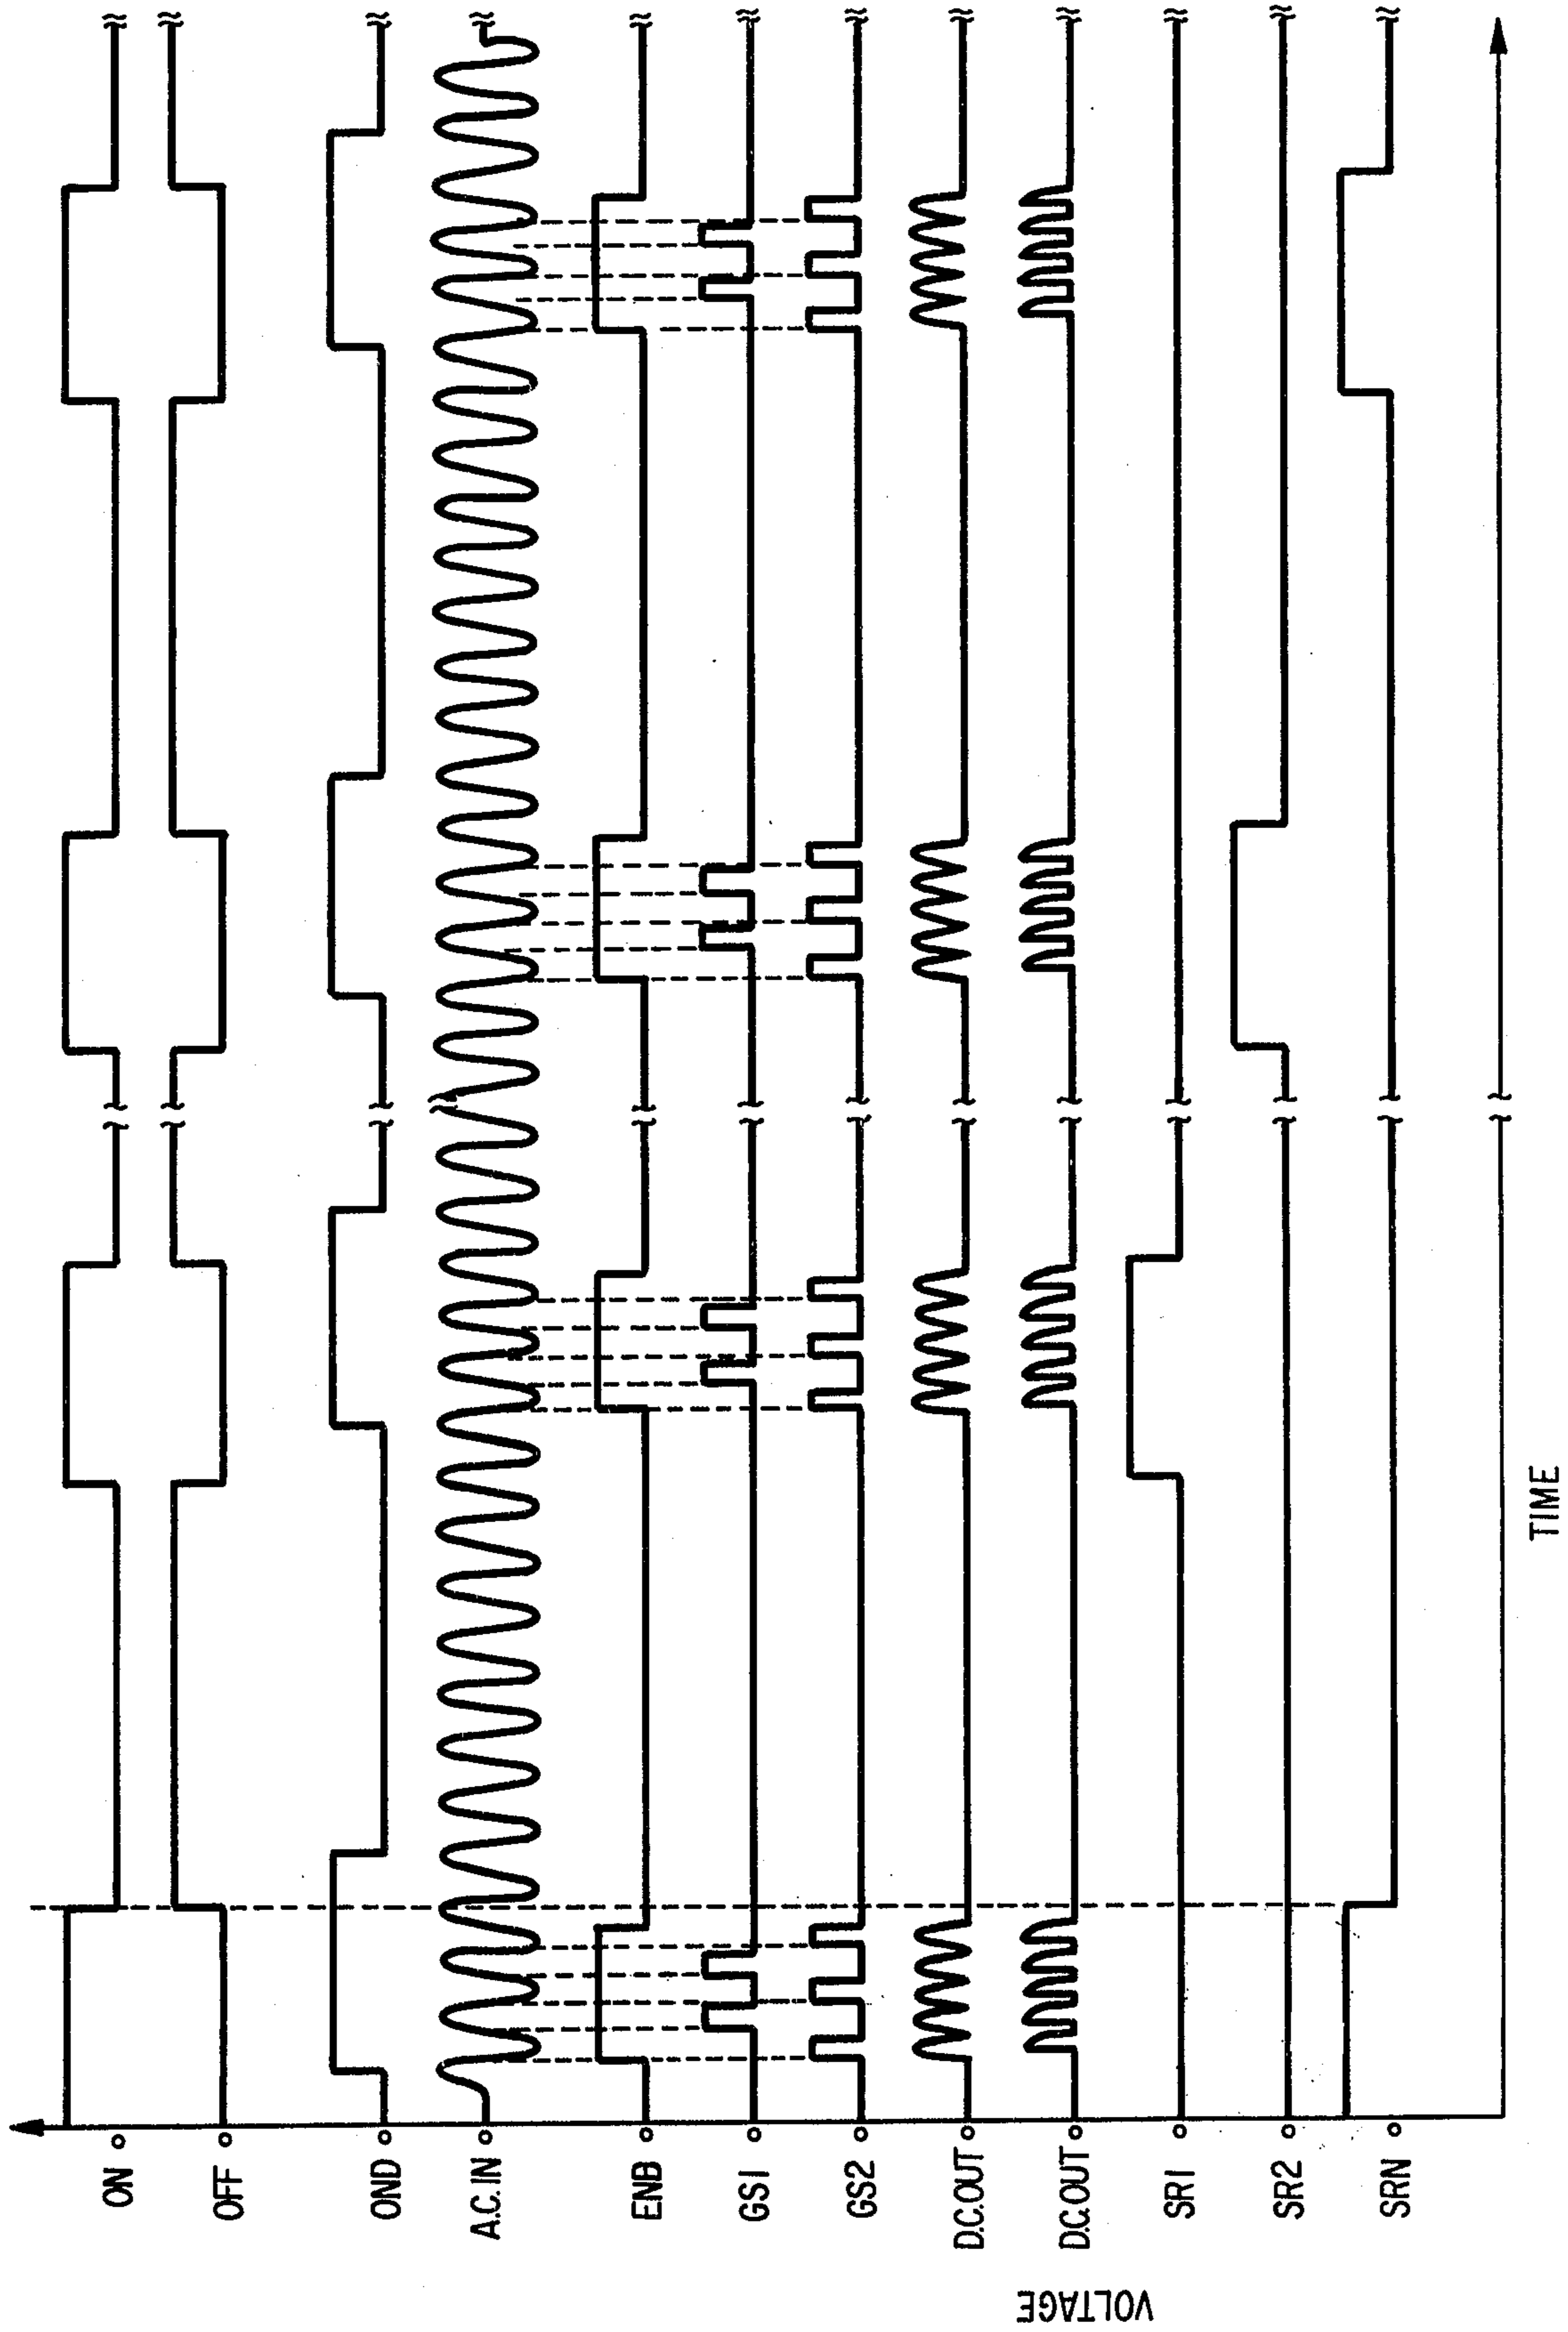 ON
OFF
OND
A.C.IN
ENB
GS1
GS2
D.C.OUT
D.C.OUT
SR1
SR2
SRN
VOLTAGE
TIME